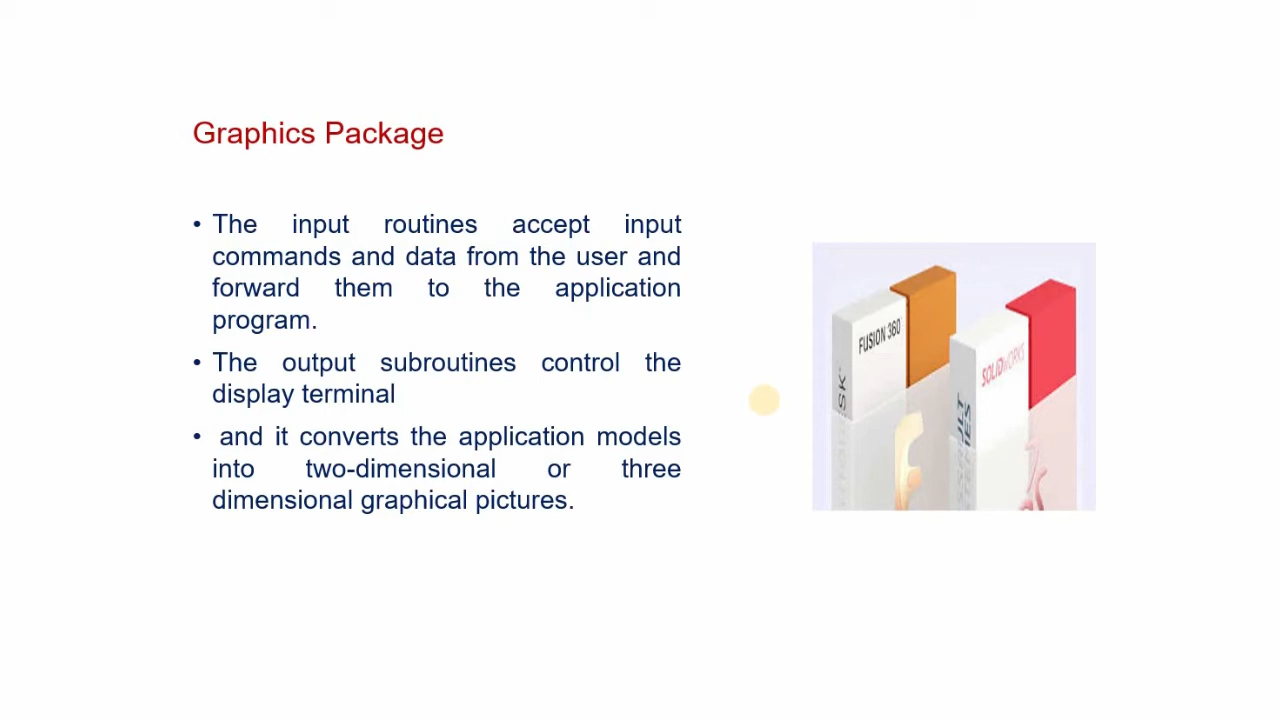 Graphics Package
• The input routines accept input
commands and data from the user and
forward them to the application
program.
• The output subroutines control the
display terminal
• and it converts the application models
into two-dimensional or three
dimensional graphical pictures.
FUSION 360
SOLIDWORKS